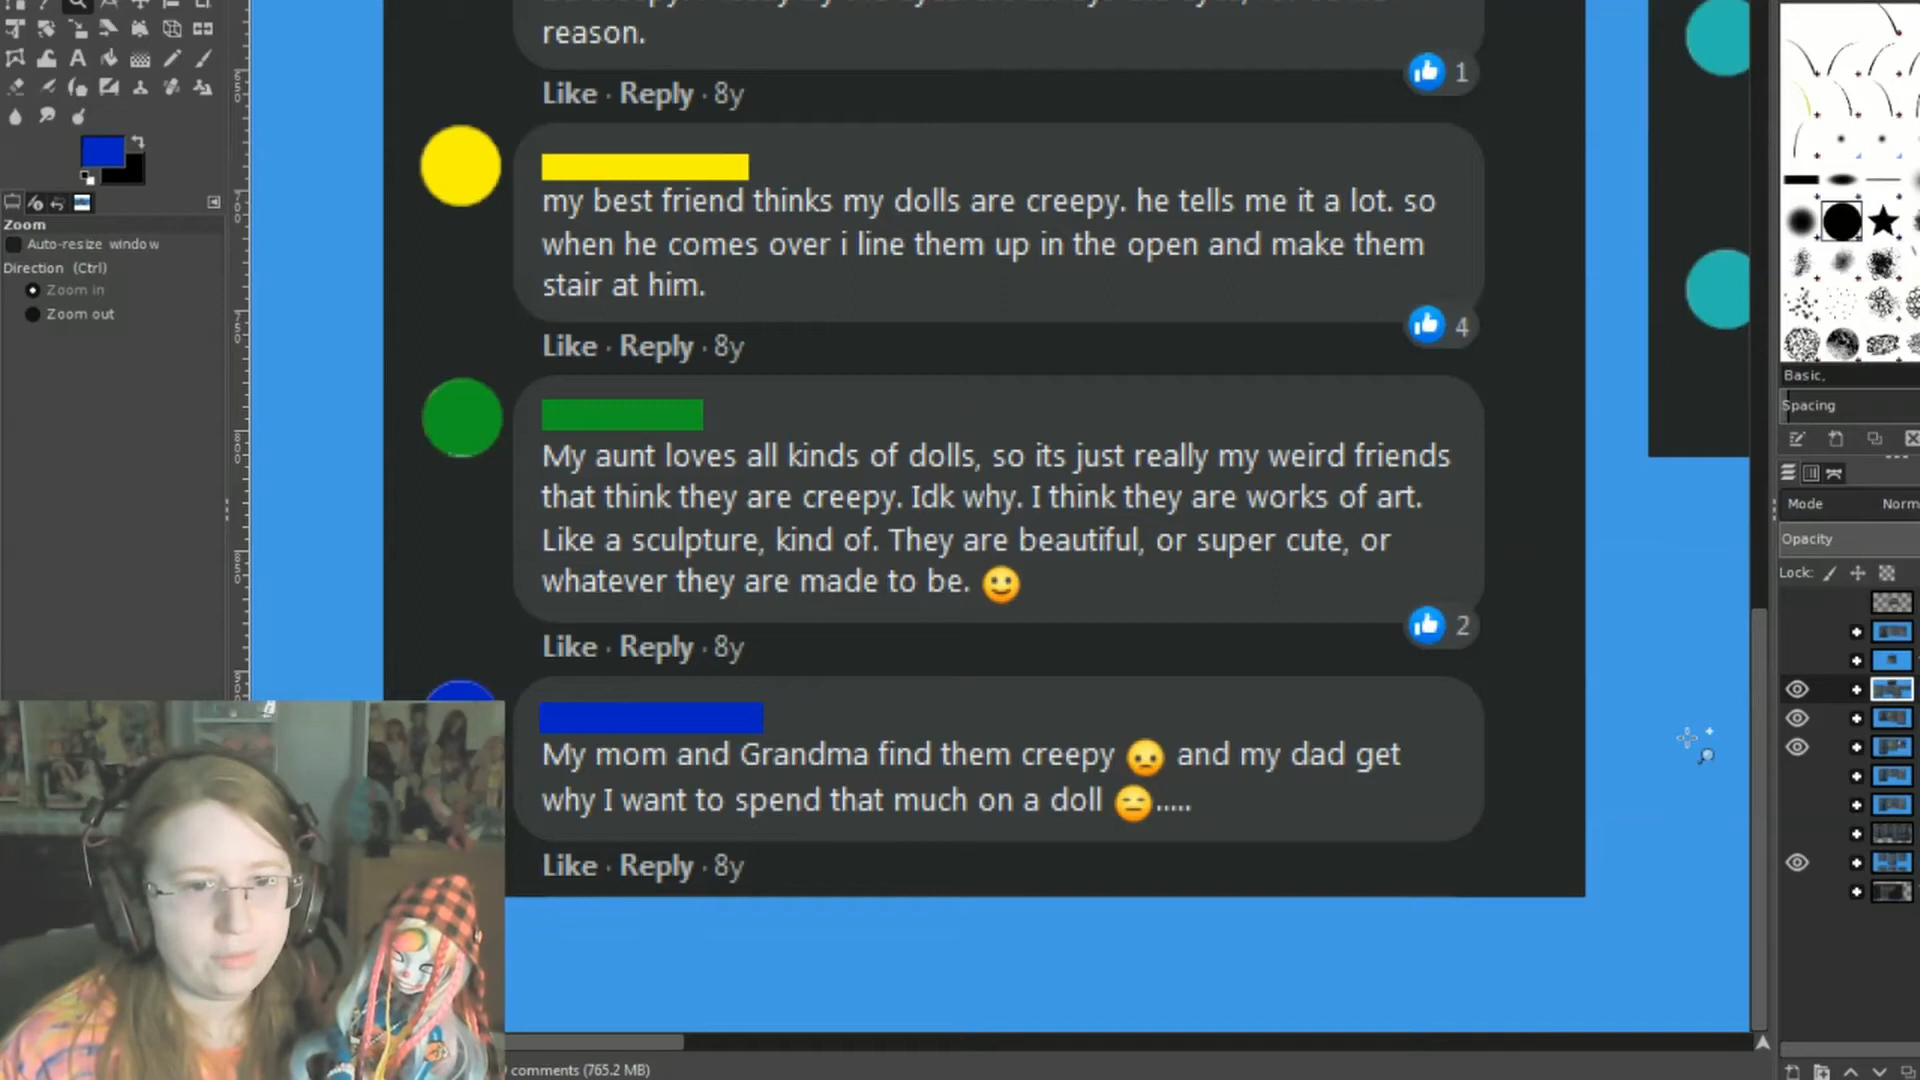 reason.
1
Like · Reply · 8y
my best friend thinks my dolls are creepy. he tells me it a lot. so
when he comes over i line them up in the open and make them
stair at him.
4
Like · Reply · 8y
My aunt loves all kinds of dolls, so its just really my weird friends
that think they are creepy. Idk why. I think they are works of art.
Like a sculpture, kind of. They are beautiful, or super cute, or
whatever they are made to be. 🙂
2
Like · Reply · 8y
My mom and Grandma find them creepy 😞 and my dad get
why I want to spend that much on a doll 😑.....
Like · Reply · 8y
Zoom
Auto-resize window
Direction (Ctrl)
Zoom in
Zoom out
650
700
750
800
850
Basic,
Spacing
Mode Norm
Opacity
Lock:
comments (765.2 MB)